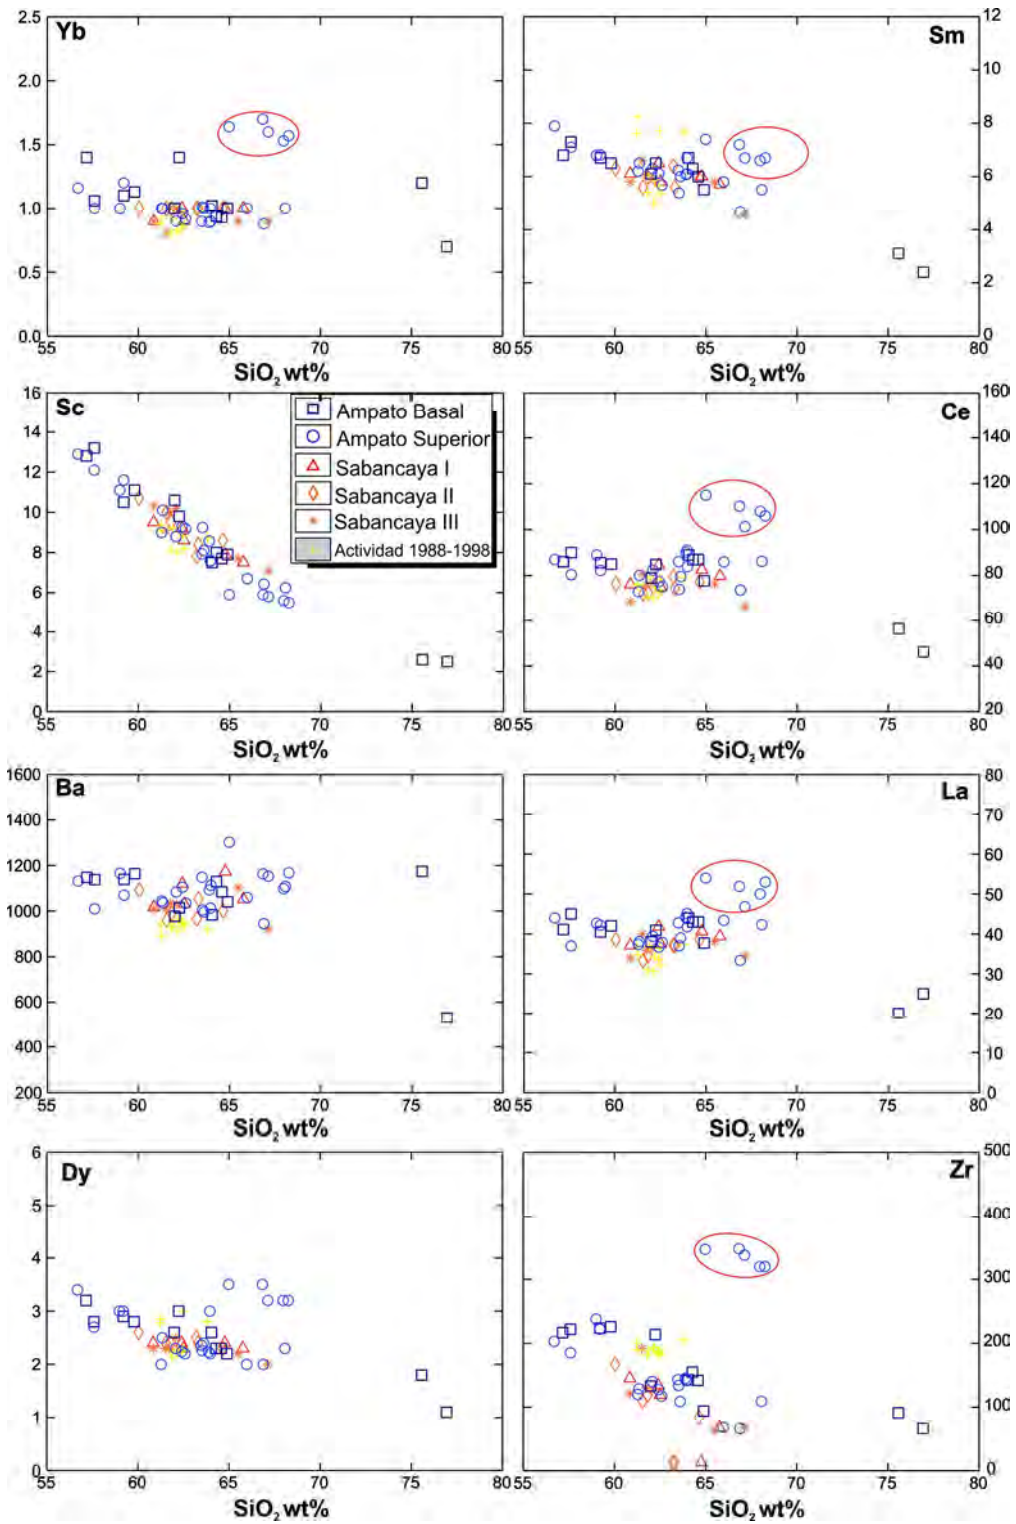 Yb
2.5
2.0
1.5
1.0
0.5
0.0
55 60 65 70 75 80
SiO2 wt%
Sm
12
10
8
6
4
2
0
55 60 65 70 75 80
SiO2 wt%
Sc
16
14
12
10
8
6
4
2
0
55 60 65 70 75 80
SiO2 wt%
Ampato Basal
Ampato Superior
Sabancaya I
Sabancaya II
Sabancaya III
Actividad 1988-1998
Ce
160
140
120
100
80
60
40
20
55 60 65 70 75 80
SiO2 wt%
Ba
1600
1400
1200
1000
800
600
400
200
55 60 65 70 75 80
SiO2 wt%
La
80
70
60
50
40
30
20
10
0
55 60 65 70 75 80
SiO2 wt%
Dy
6
5
4
3
2
1
0
55 60 65 70 75 80
SiO2 wt%
Zr
500
400
300
200
100
0
55 60 65 70 75 80
SiO2 wt%